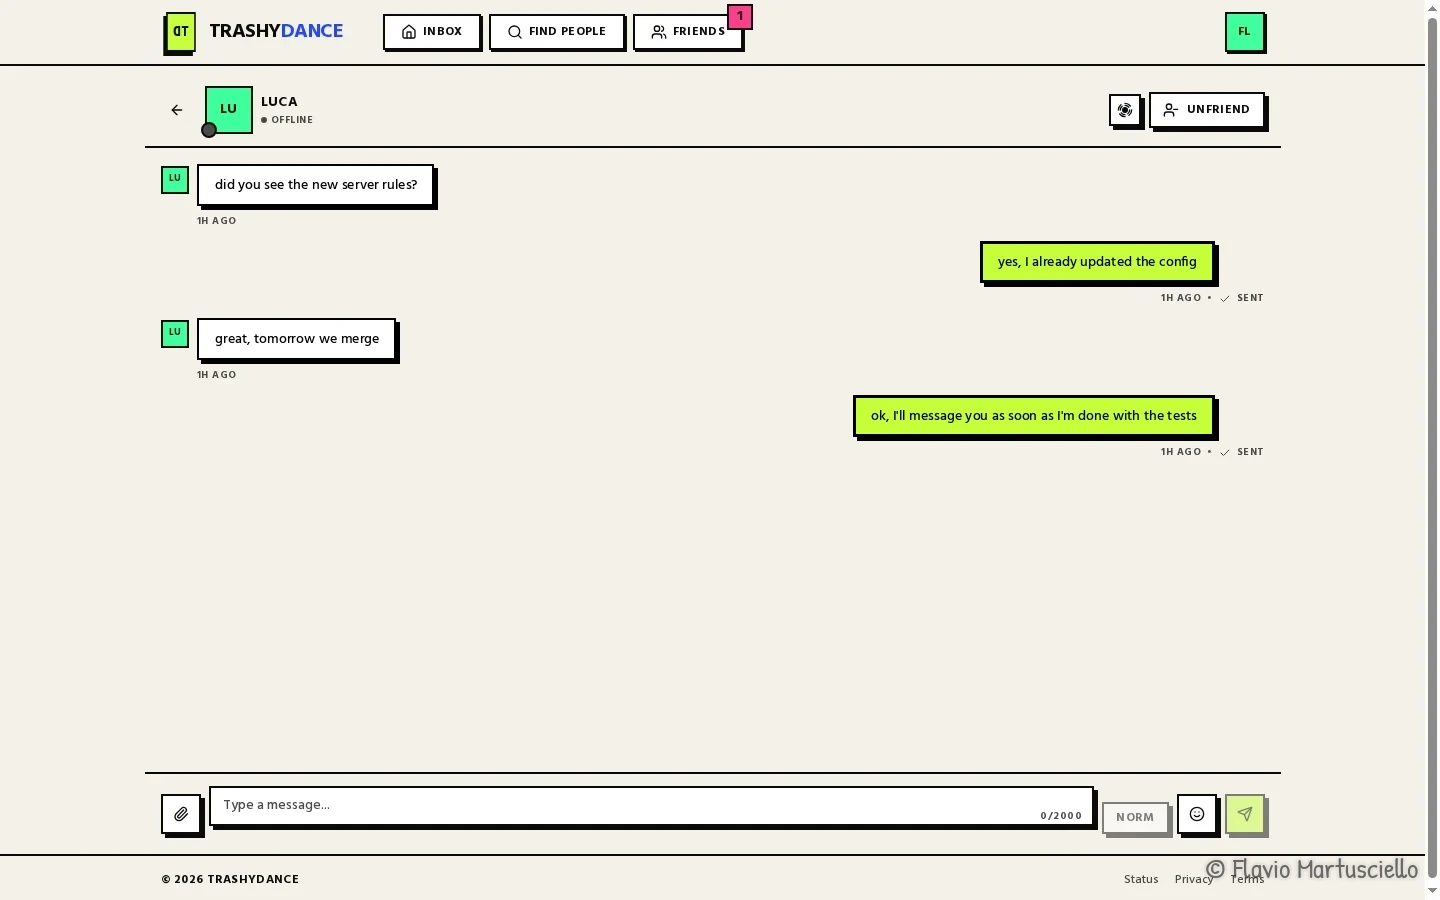 DT TRASHYDANCE INBOX FIND PEOPLE FRIENDS 1 FL
LU LUCA
OFFLINE
UNFRIEND
LU did you see the new server rules?
1H AGO
yes, I already updated the config
1H AGO • SENT
LU great, tomorrow we merge
1H AGO
ok, I'll message you as soon as I'm done with the tests
1H AGO • SENT
Type a message...
0/2000
NORM
© 2026 TRASHYDANCE
Status Privacy Terms
© Flavio Martusciello